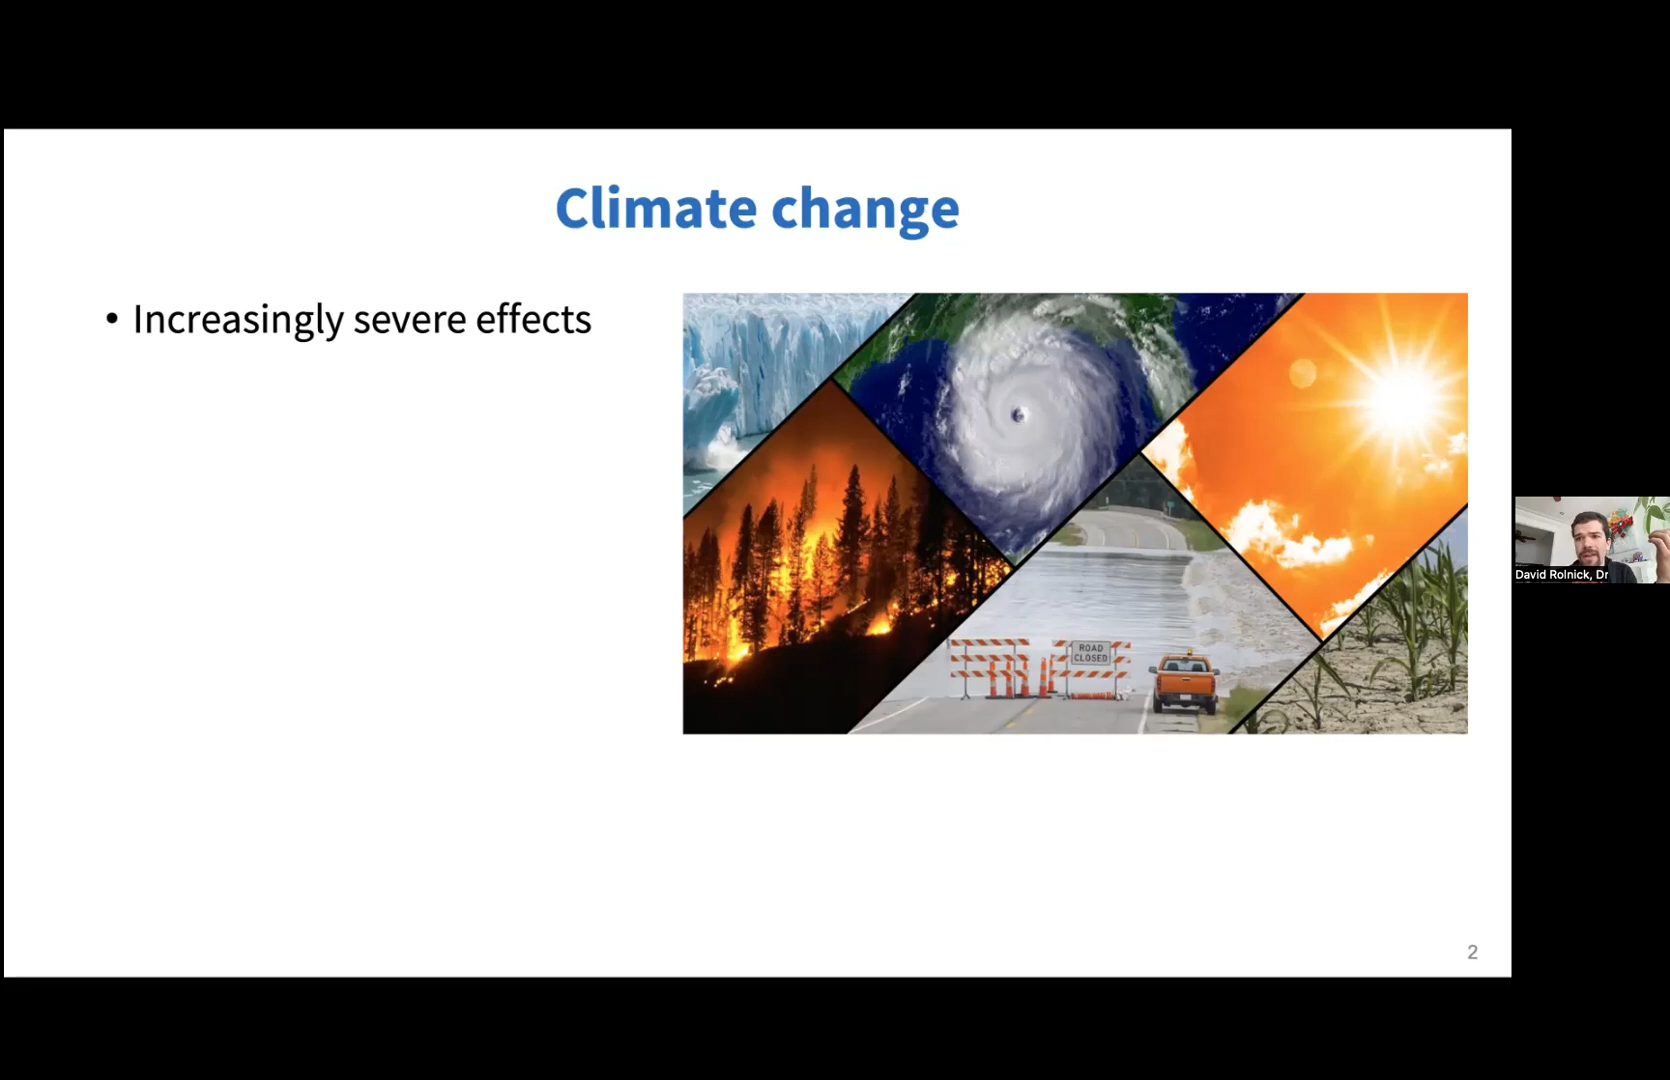 Climate change
• Increasingly severe effects
ROAD
CLOSED
David Rolnick, Dr
2